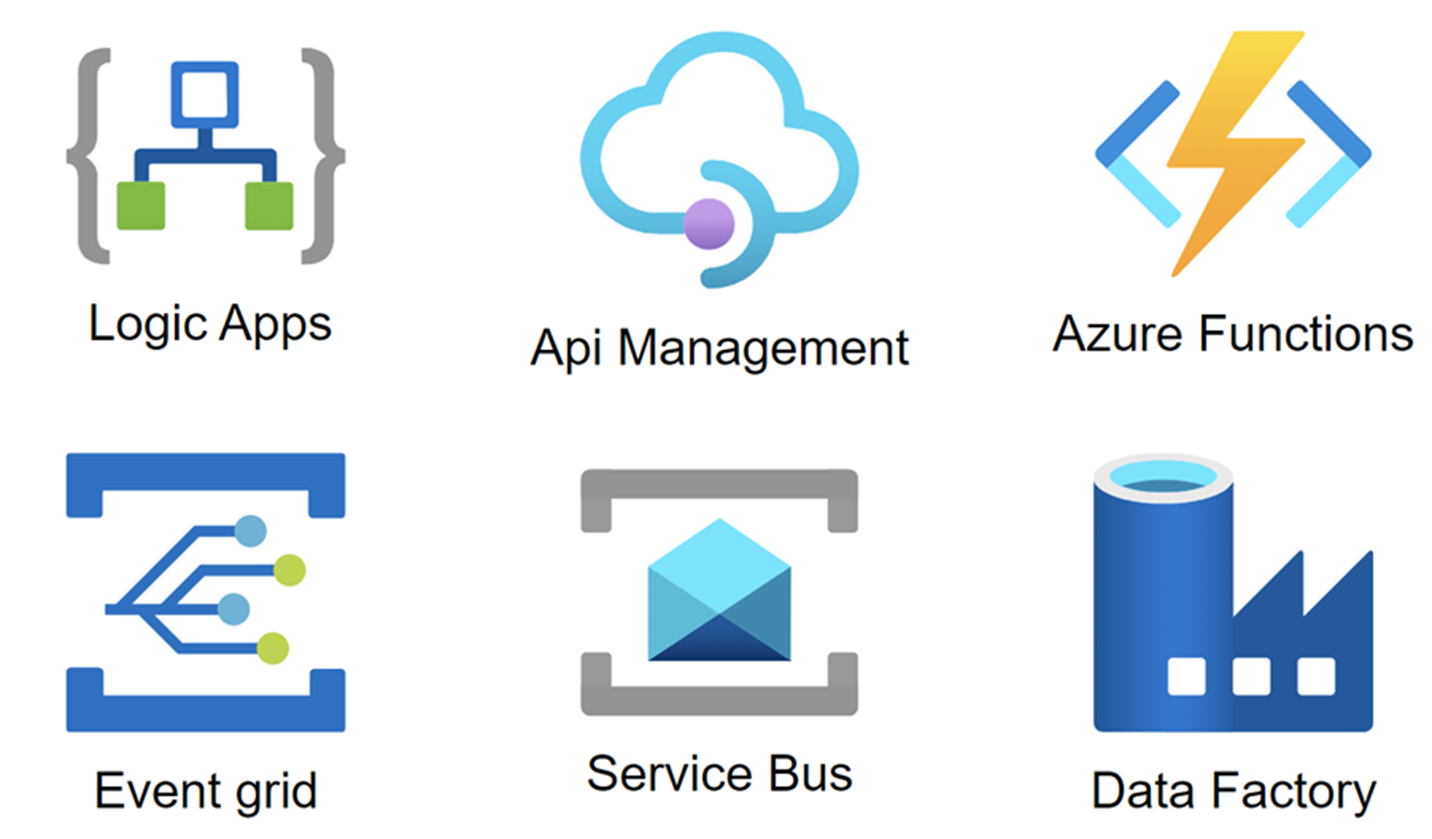 Logic Apps
Api Management
Azure Functions
Event grid
Service Bus
Data Factory